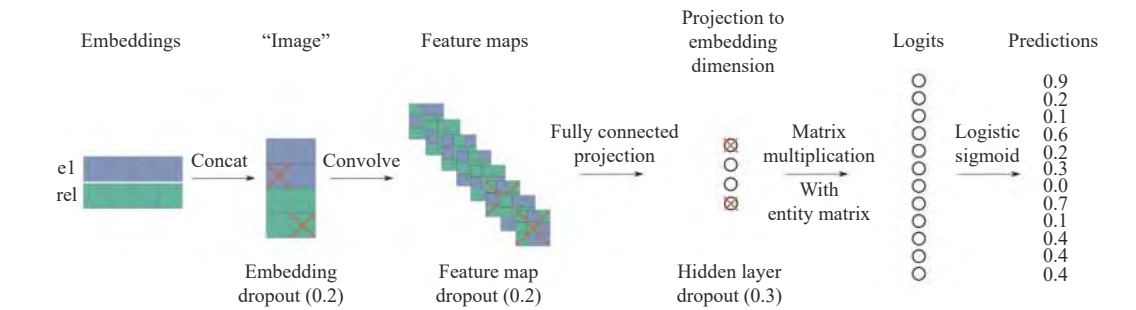 Embeddings
"Image"
Feature maps
Projection to
embedding
dimension
Logits
Predictions
e1
rel
Concat
Convolve
Fully connected
projection
Matrix
multiplication
With
entity matrix
Logistic
sigmoid
0.9
0.2
0.1
0.6
0.2
0.3
0.0
0.7
0.1
0.4
0.4
0.4
Embedding
dropout (0.2)
Feature map
dropout (0.2)
Hidden layer
dropout (0.3)